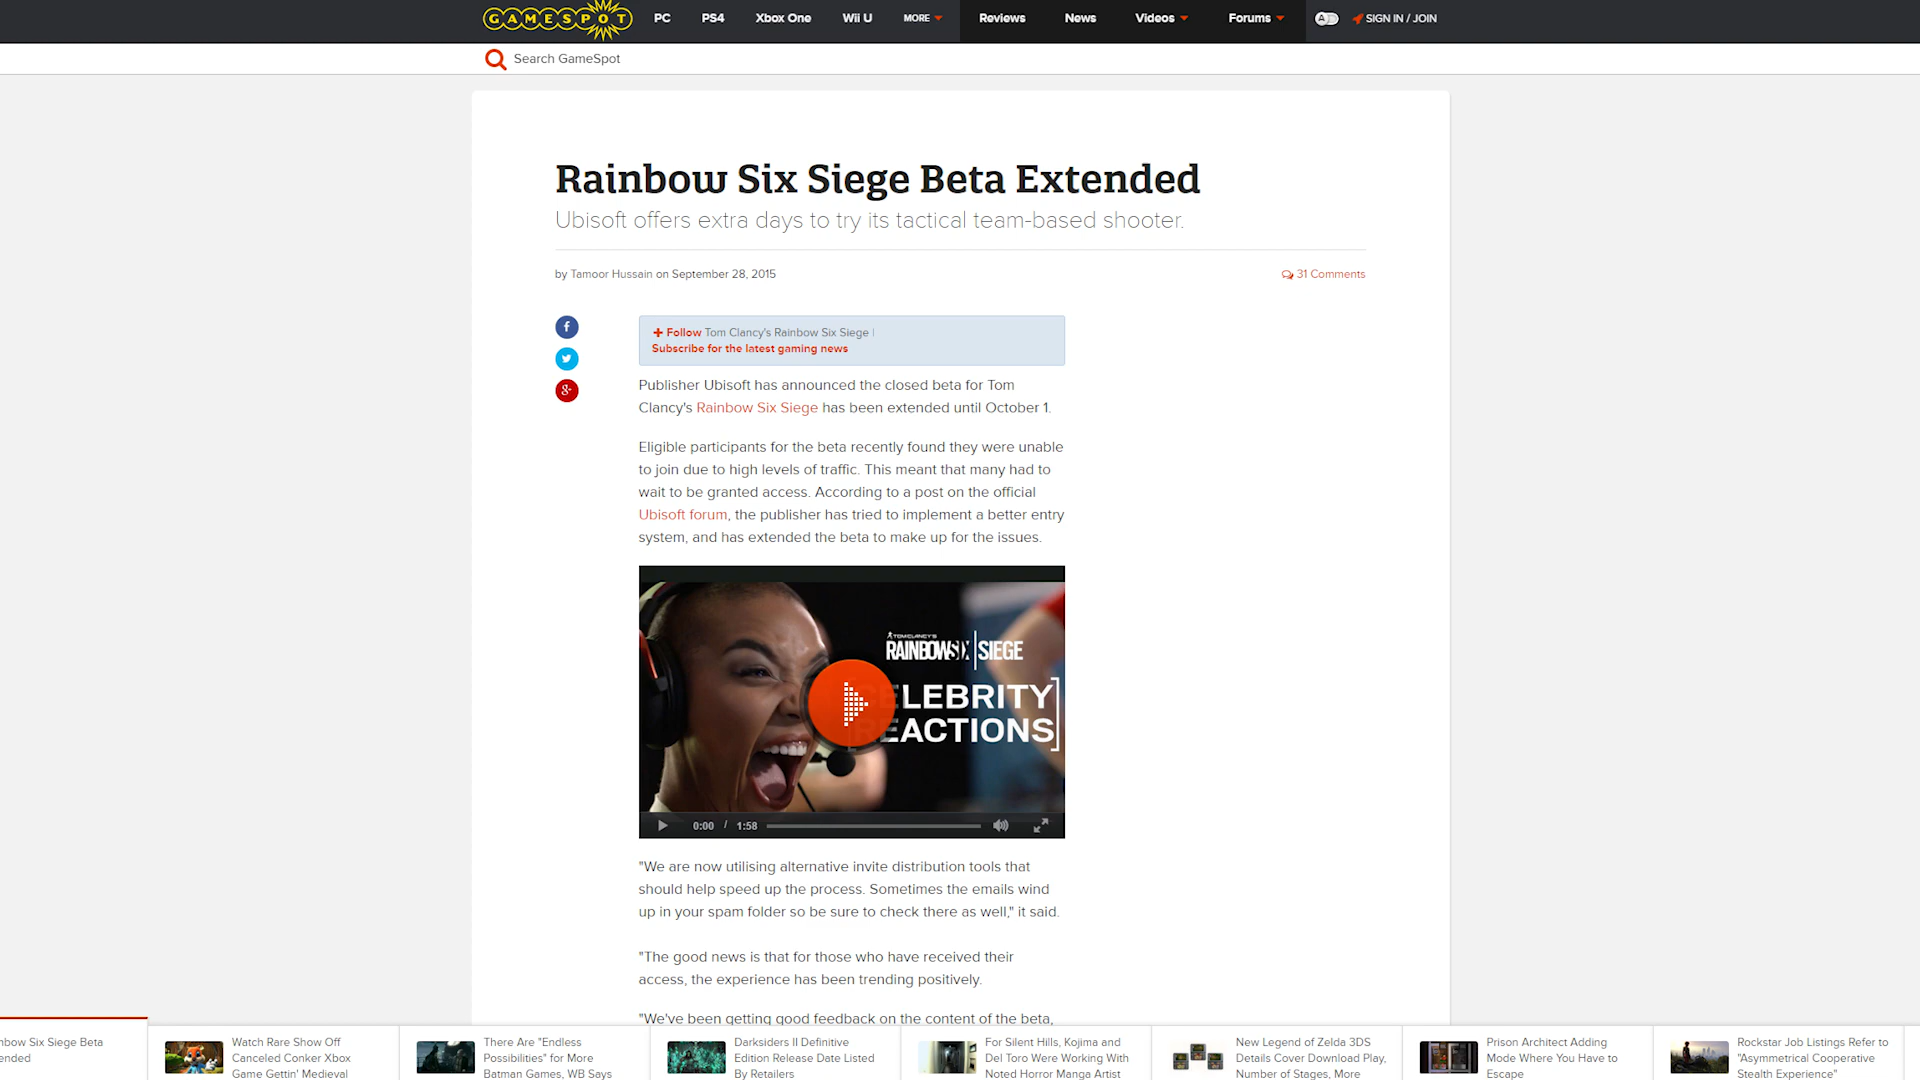 GAMESPOT PC PS4 Xbox One Wii U MORE Reviews News Videos Forums SIGN IN / JOIN
Search GameSpot
Rainbow Six Siege Beta Extended
Ubisoft offers extra days to try its tactical team-based shooter.
by Tamoor Hussain on September 28, 2015
31 Comments
+ Follow Tom Clancy's Rainbow Six Siege |
Subscribe for the latest gaming news
Publisher Ubisoft has announced the closed beta for Tom
Clancy's Rainbow Six Siege has been extended until October 1.
Eligible participants for the beta recently found they were unable
to join due to high levels of traffic. This meant that many had to
wait to be granted access. According to a post on the official
Ubisoft forum, the publisher has tried to implement a better entry
system, and has extended the beta to make up for the issues.
TOM CLANCY'S
RAINBOWSIX | SIEGE
CELEBRITY
REACTIONS
0:00 / 1:58
"We are now utilising alternative invite distribution tools that
should help speed up the process. Sometimes the emails wind
up in your spam folder so be sure to check there as well," it said.
"The good news is that for those who have received their
access, the experience has been trending positively.
"We've been getting good feedback on the content of the beta,
nbow Six Siege Beta
ended
Watch Rare Show Off
Canceled Conker Xbox
Game Gettin' Medieval
There Are "Endless
Possibilities" for More
Batman Games, WB Says
Darksiders II Definitive
Edition Release Date Listed
By Retailers
For Silent Hills, Kojima and
Del Toro Were Working With
Noted Horror Manga Artist
New Legend of Zelda 3DS
Details Cover Download Play,
Number of Stages, More
Prison Architect Adding
Mode Where You Have to
Escape
Rockstar Job Listings Refer to
"Asymmetrical Cooperative
Stealth Experience"